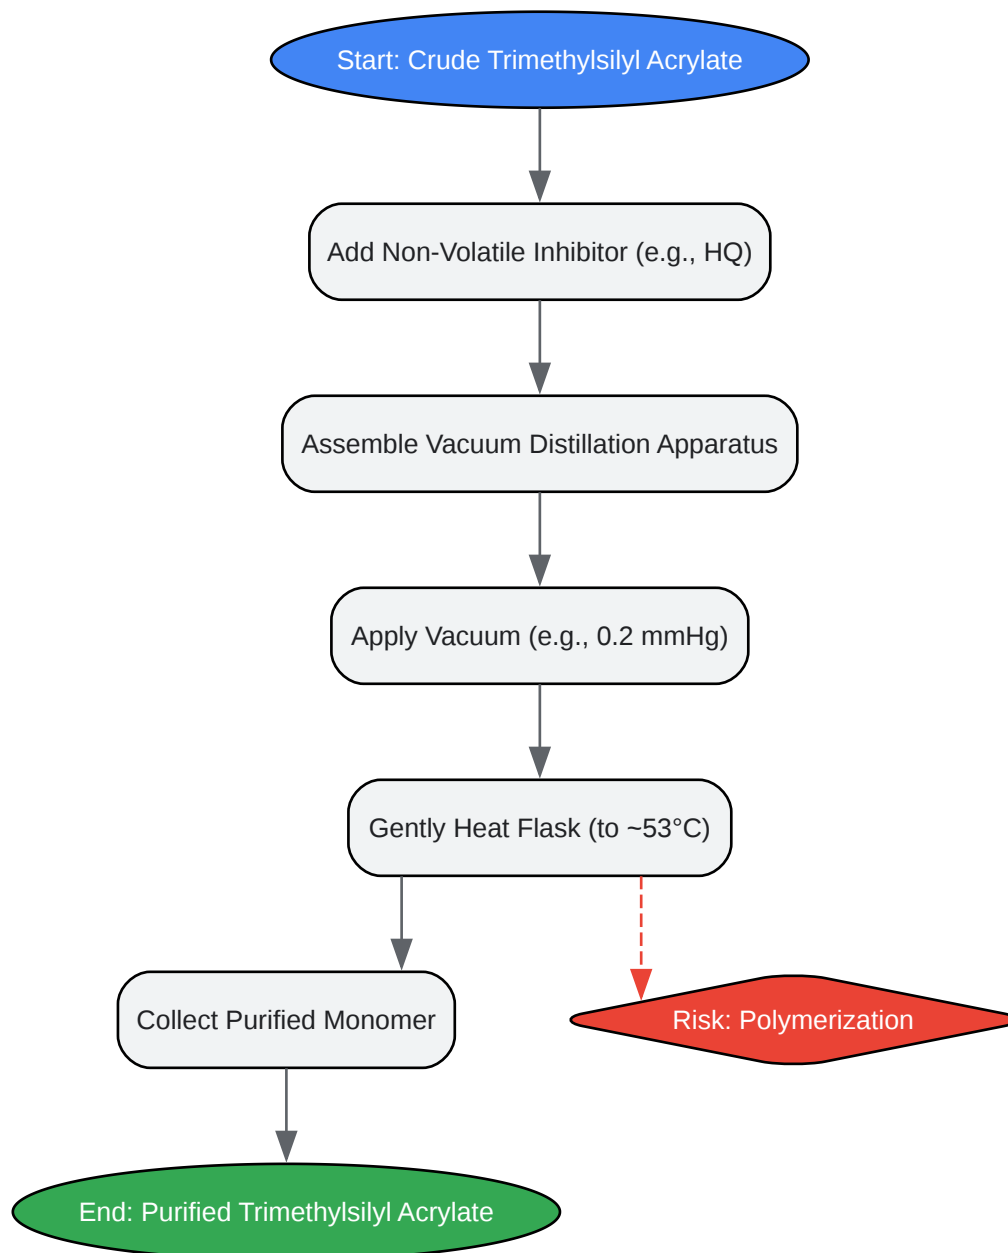 Start: Crude Trimethylsilyl Acrylate
Add Non-Volatile Inhibitor (e.g., HQ)
Assemble Vacuum Distillation Apparatus
Apply Vacuum (e.g., 0.2 mmHg)
Gently Heat Flask (to ~53°C)
Collect Purified Monomer
Risk: Polymerization
End: Purified Trimethylsilyl Acrylate